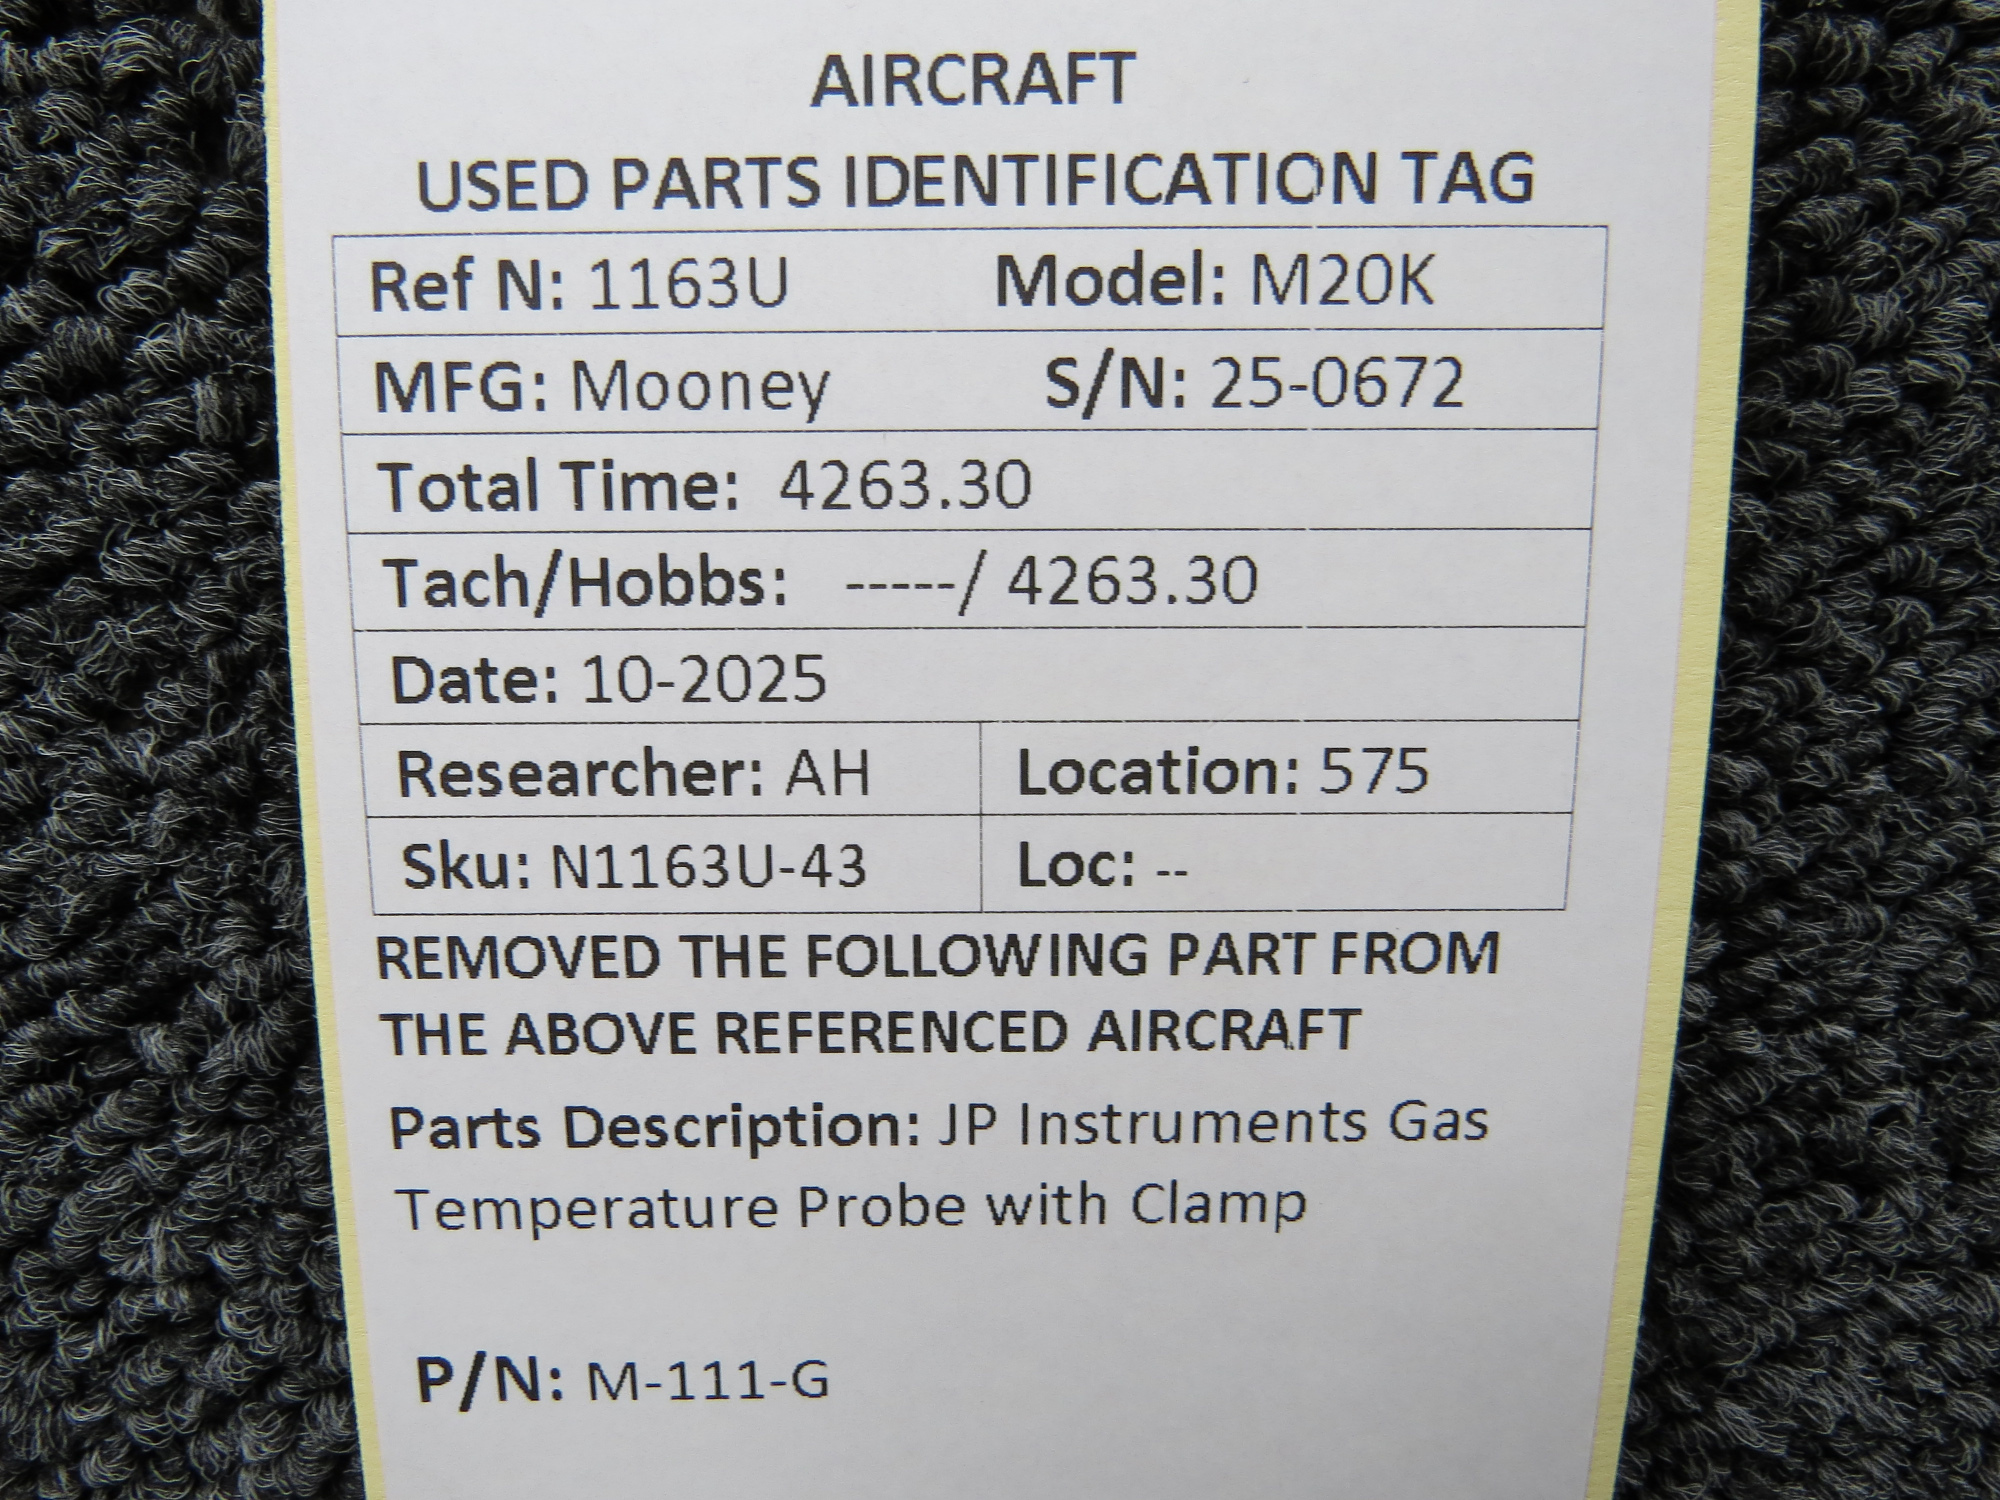 AIRCRAFT
USED PARTS IDENTIFICATION TAG
Ref N: 1163U Model: M20K
MFG: Mooney S/N: 25-0672
Total Time: 4263.30
Tach/Hobbs: -----/ 4263.30
Date: 10-2025
Researcher: AH Location: 575
Sku: N1163U-43 Loc: --
REMOVED THE FOLLOWING PART FROM
THE ABOVE REFERENCED AIRCRAFT
Parts Description: JP Instruments Gas
Temperature Probe with Clamp
P/N: M-111-G